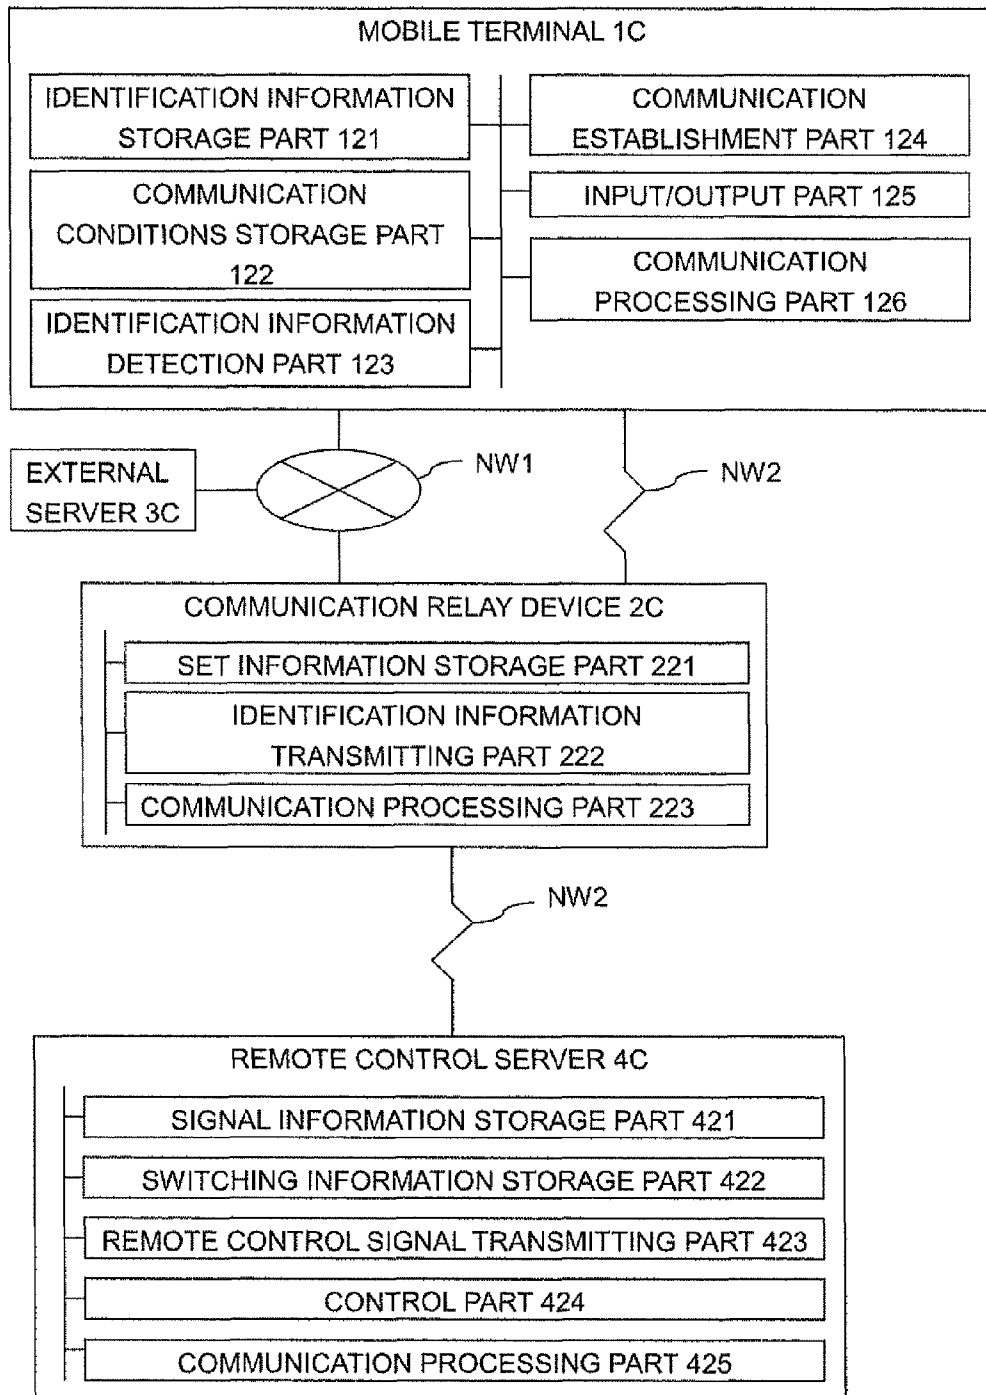 MOBILE TERMINAL 1C
IDENTIFICATION INFORMATION
STORAGE PART 121
COMMUNICATION
CONDITIONS STORAGE PART
122
IDENTIFICATION INFORMATION
DETECTION PART 123
COMMUNICATION
ESTABLISHMENT PART 124
INPUT/OUTPUT PART 125
COMMUNICATION
PROCESSING PART 126
EXTERNAL
SERVER 3C
NW1
NW2
COMMUNICATION RELAY DEVICE 2C
SET INFORMATION STORAGE PART 221
IDENTIFICATION INFORMATION
TRANSMITTING PART 222
COMMUNICATION PROCESSING PART 223
NW2
REMOTE CONTROL SERVER 4C
SIGNAL INFORMATION STORAGE PART 421
SWITCHING INFORMATION STORAGE PART 422
REMOTE CONTROL SIGNAL TRANSMITTING PART 423
CONTROL PART 424
COMMUNICATION PROCESSING PART 425